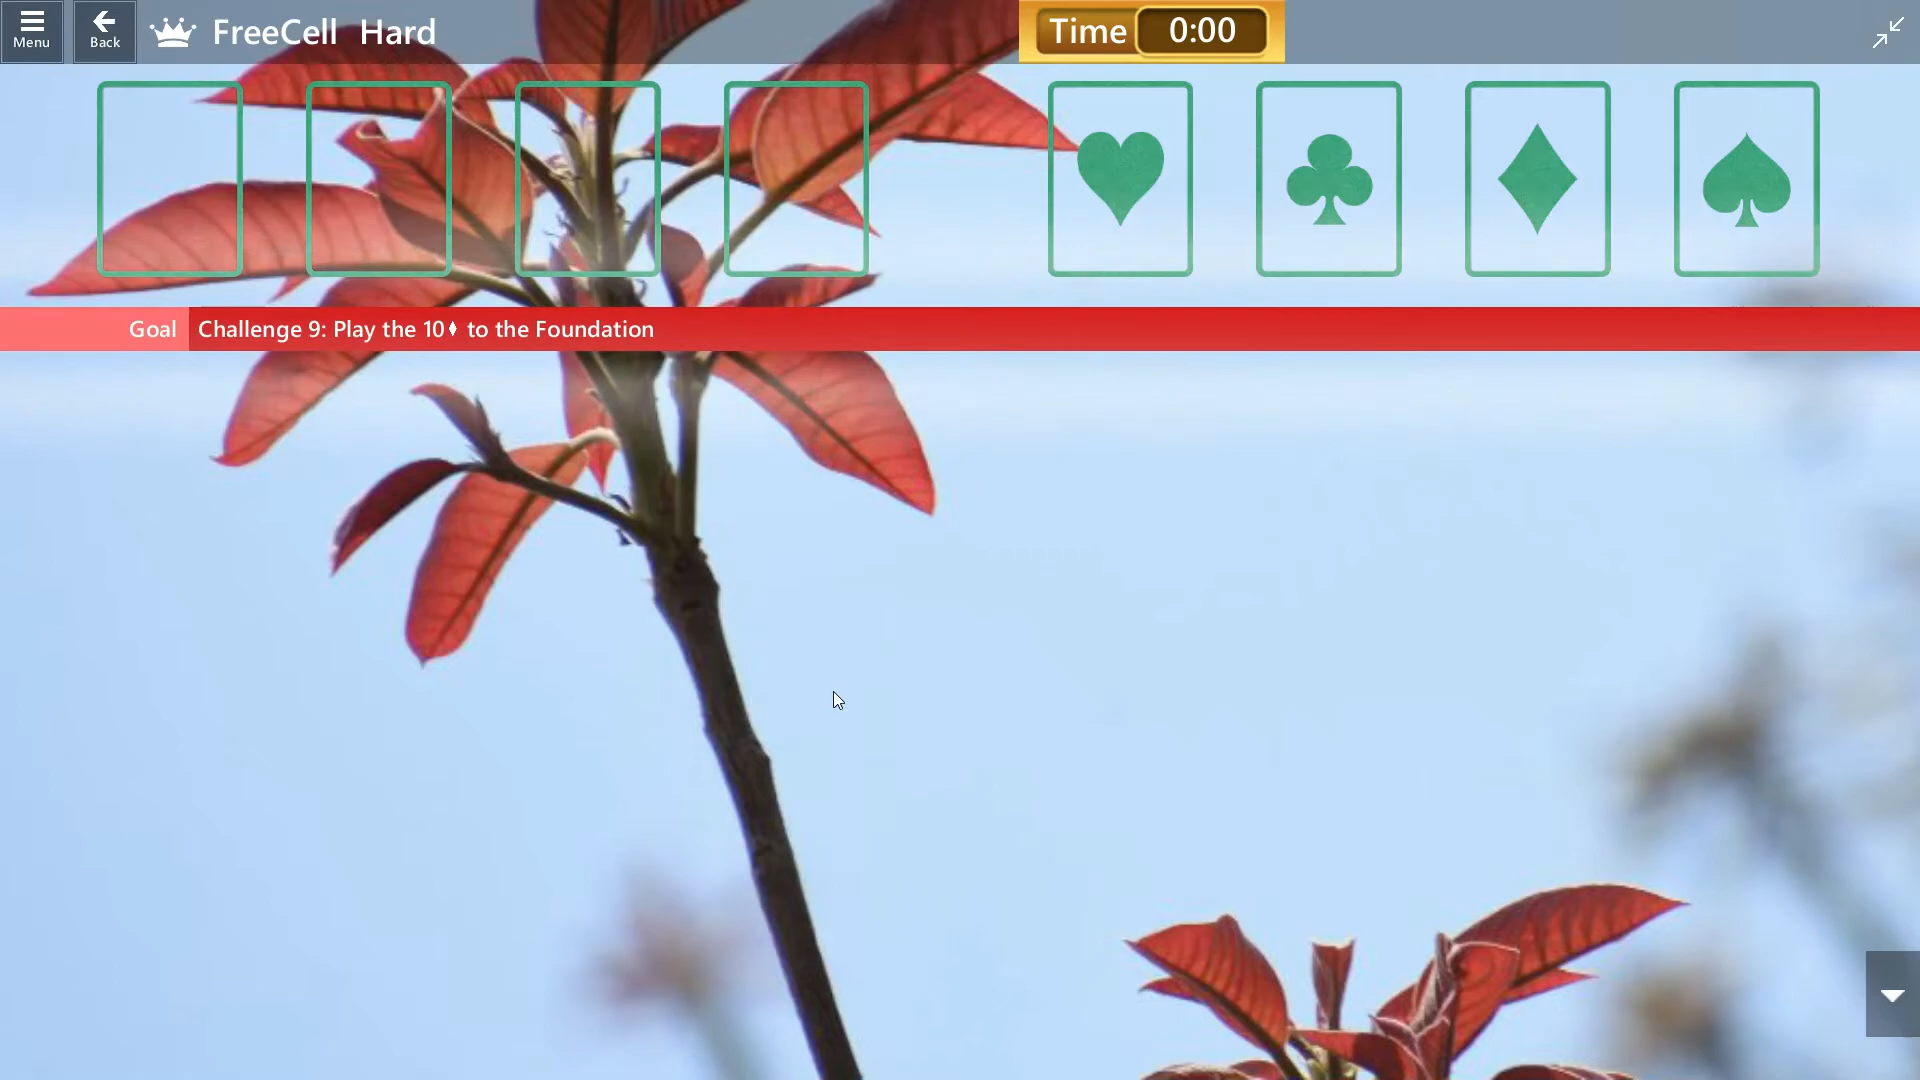 Menu
Back
FreeCell Hard
Time 0:00
Goal
Challenge 9: Play the 10♦ to the Foundation